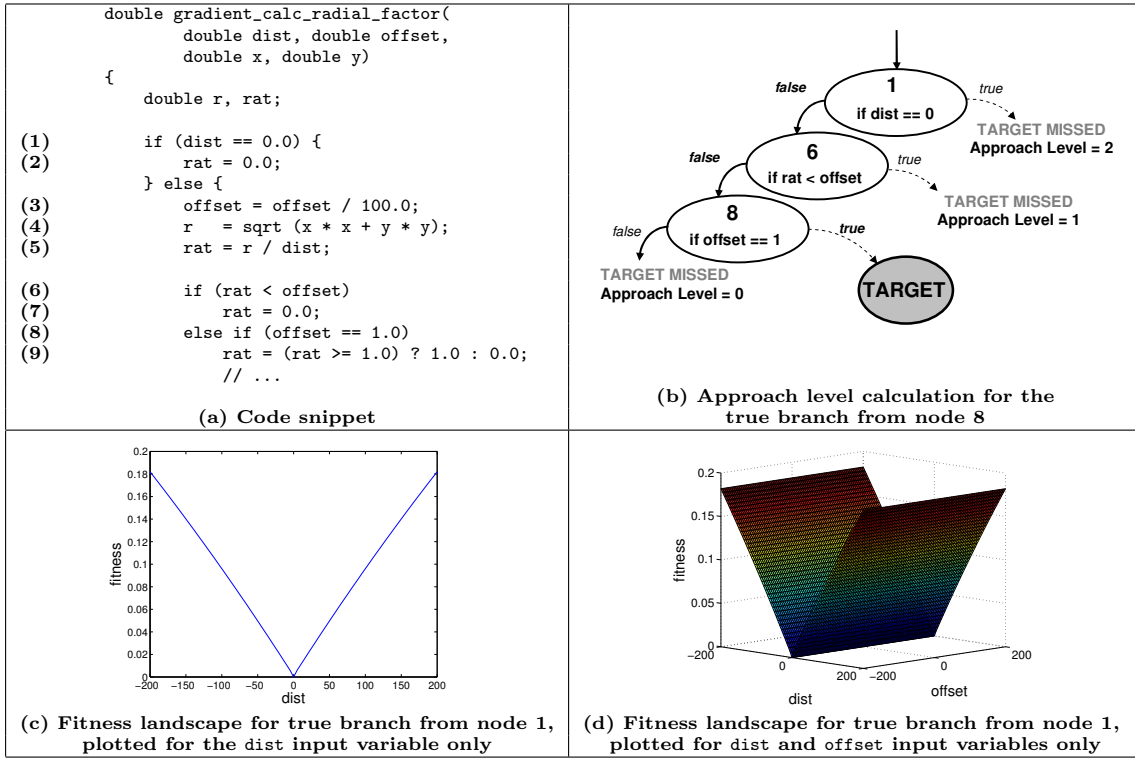 double gradient_calc_radial_factor(
double dist, double offset,
double x, double y)
{
double r, rat;
(1) if (dist == 0.0) {
(2) rat = 0.0;
} else {
(3) offset = offset / 100.0;
(4) r = sqrt (x * x + y * y);
(5) rat = r / dist;
(6) if (rat < offset)
(7) rat = 0.0;
(8) else if (offset == 1.0)
(9) rat = (rat >= 1.0) ? 1.0 : 0.0;
// ...
(a) Code snippet
1
if dist == 0
false
true
TARGET MISSED
Approach Level = 2
6
if rat < offset
false
true
TARGET MISSED
Approach Level = 1
8
if offset == 1
false
true
TARGET MISSED
Approach Level = 0
TARGET
(b) Approach level calculation for the
true branch from node 8
0.2
0.18
0.16
0.14
0.12
0.1
0.08
0.06
0.04
0.02
0
fitness
−200 −150 −100 −50 0 50 100 150 200
dist
(c) Fitness landscape for true branch from node 1,
plotted for the dist input variable only
0.2
0.15
0.1
0.05
0
fitness
−200 0 200
dist
−200 0 200
offset
(d) Fitness landscape for true branch from node 1,
plotted for dist and offset input variables only